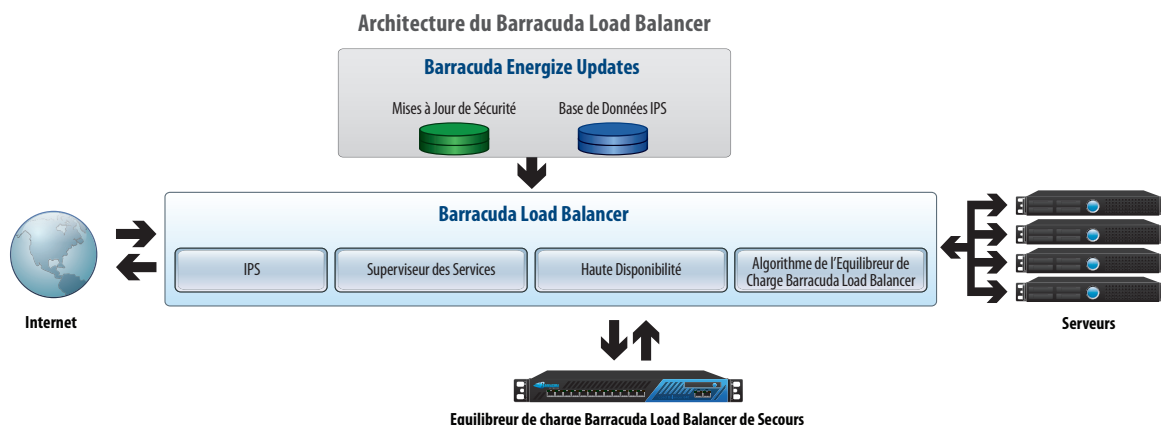 Architecture du Barracuda Load Balancer
Barracuda Energize Updates
Mises à Jour de Sécurité
Base de Données IPS
Barracuda Load Balancer
IPS
Superviseur des Services
Haute Disponibilité
Algorithme de l'Equilibreur de
Charge Barracuda Load Balancer
Internet
Serveurs
Equilibreur de charge Barracuda Load Balancer de Secours